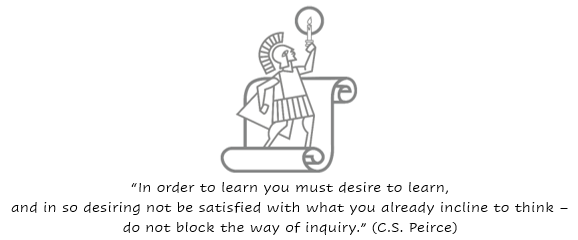 “In order to learn you must desire to learn,
and in so desiring not be satisfied with what you already incline to think –
do not block the way of inquiry.” (C.S. Peirce)